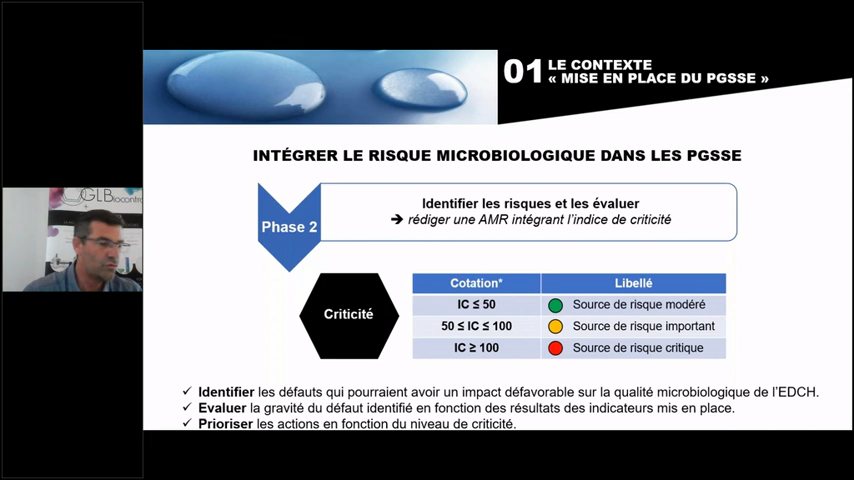 01 LE CONTEXTE
« MISE EN PLACE DU PGSSE »
INTÉGRER LE RISQUE MICROBIOLOGIQUE DANS LES PGSSE
Phase 2
Identifier les risques et les évaluer
➔ rédiger une AMR intégrant l'indice de criticité
Criticité
Cotation* Libellé
IC ≤ 50 Source de risque modéré
50 ≤ IC ≤ 100 Source de risque important
IC ≥ 100 Source de risque critique
✓ Identifier les défauts qui pourraient avoir un impact défavorable sur la qualité microbiologique de l'EDCH.
✓ Evaluer la gravité du défaut identifié en fonction des résultats des indicateurs mis en place.
✓ Prioriser les actions en fonction du niveau de criticité.
GLBiocontrol